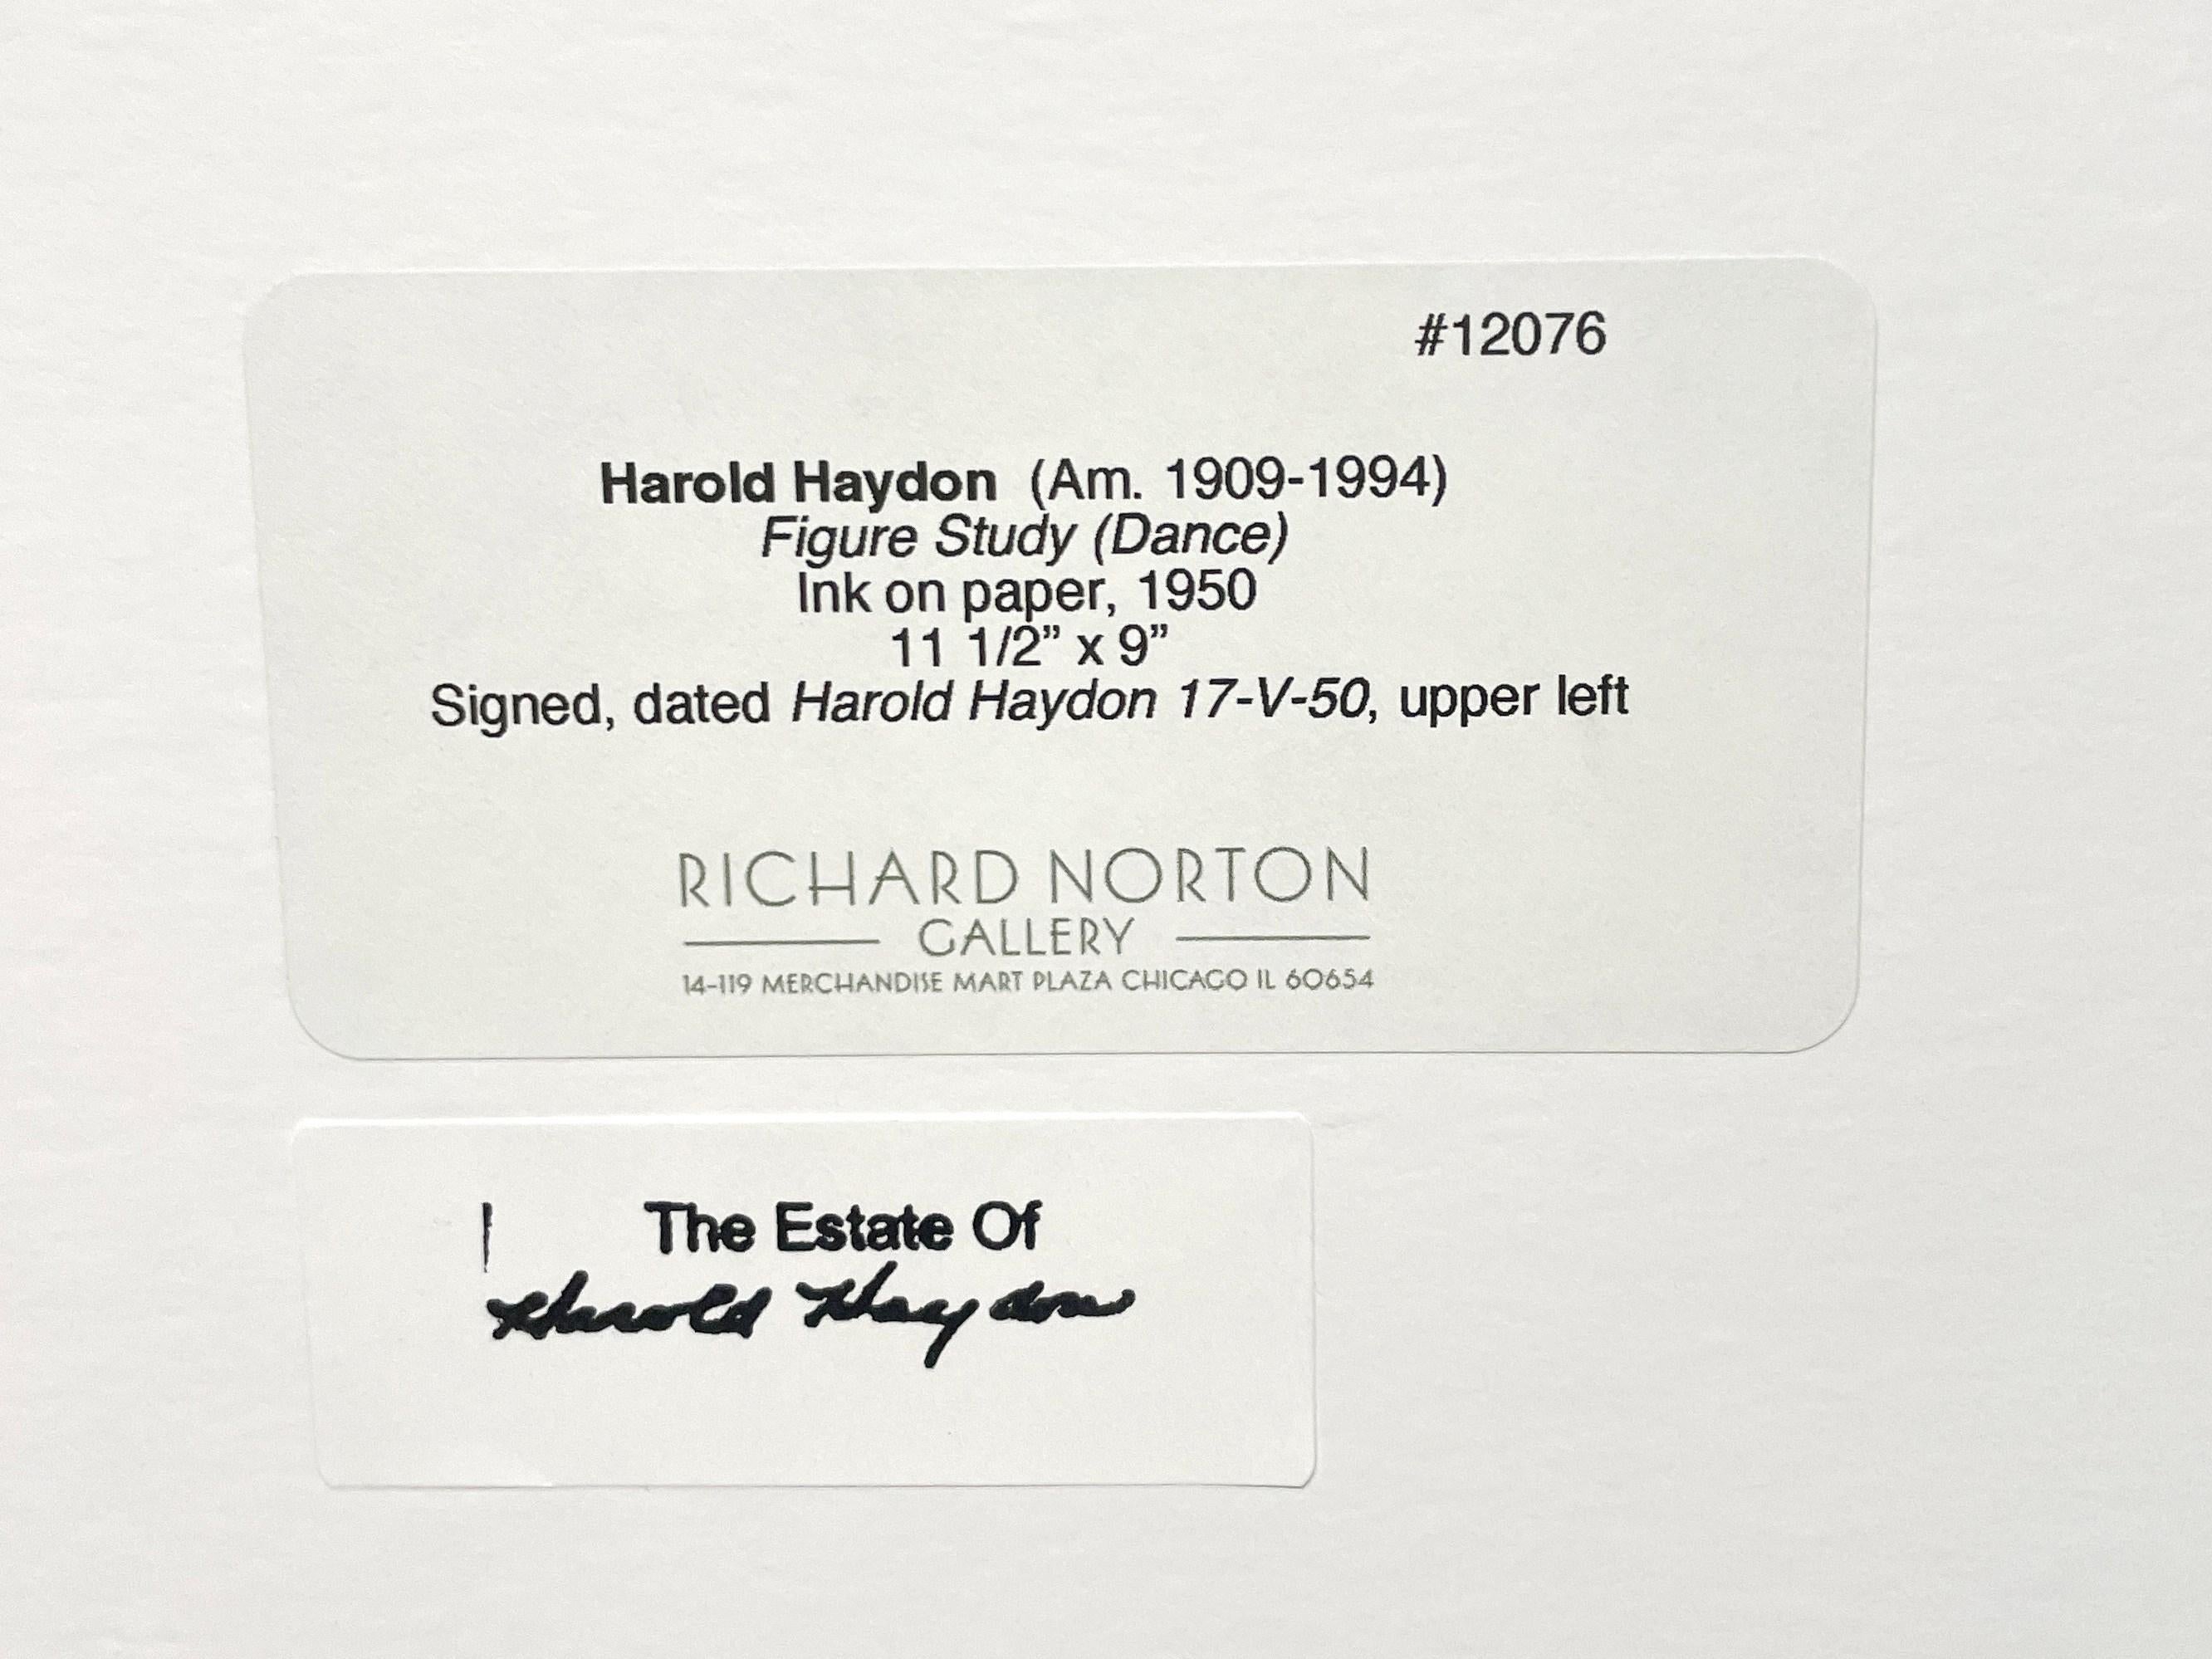 #12076
Harold Haydon (Am. 1909-1994)
Figure Study (Dance)
Ink on paper, 1950
11 1/2” x 9”
Signed, dated Harold Haydon 17-V-50, upper left
RICHARD NORTON
GALLERY
14-119 MERCHANDISE MART PLAZA CHICAGO IL 60654
The Estate Of
Harold Haydon